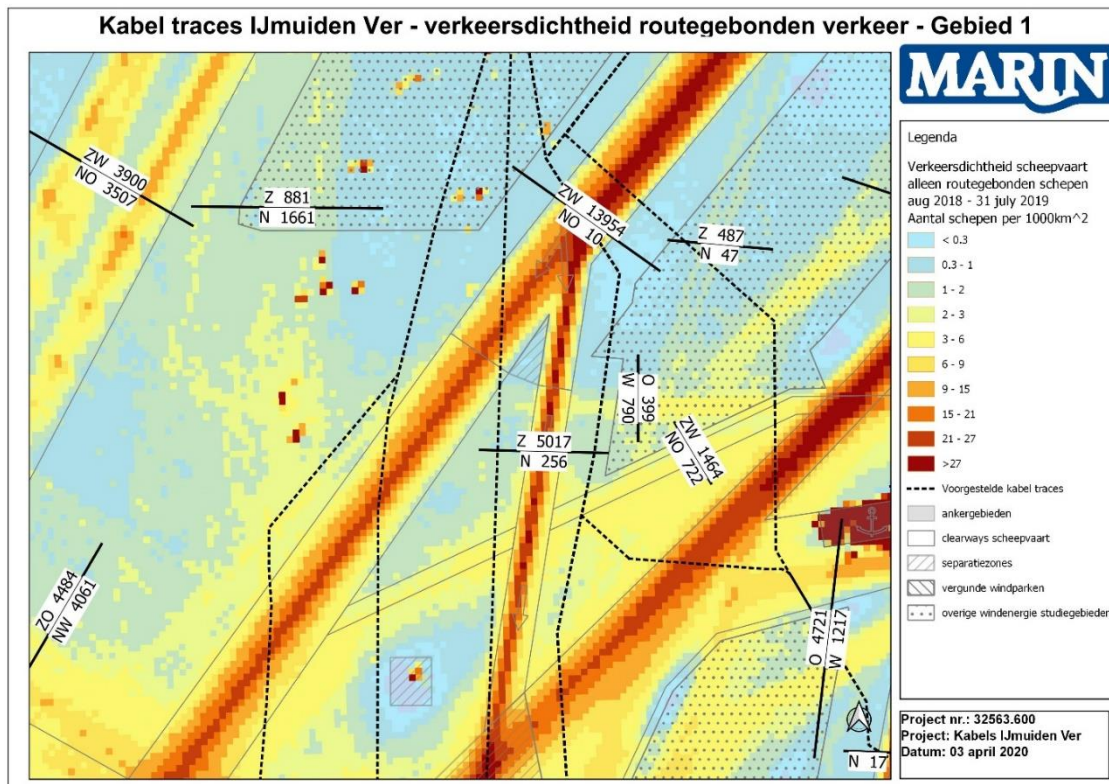 Kabel traces IJmuiden Ver - verkeersdichtheid routegebonden verkeer - Gebied 1
MARIN
ZW 3900
NO 3507
Z 881
N 1661
ZW 13954
NO 10
Z 487
N 47
O 399
W 790
Z 5017
N 256
ZW 1464
NO 722
ZO 4484
NW 4061
O 4721
W 1217
N 17
Legenda
Verkeersdichtheid scheepvaart
alleen routegebonden schepen
aug 2018 - 31 july 2019
Aantal schepen per 1000km^2
< 0.3
0.3 - 1
1 - 2
2 - 3
3 - 6
6 - 9
9 - 15
15 - 21
21 - 27
>27
Voorgestelde kabel traces
ankergebieden
clearways scheepvaart
separatiezones
vergunde windparken
overige windenergie studiegebieden
Project nr.: 32563.600
Project: Kabels IJmuiden Ver
Datum: 03 april 2020